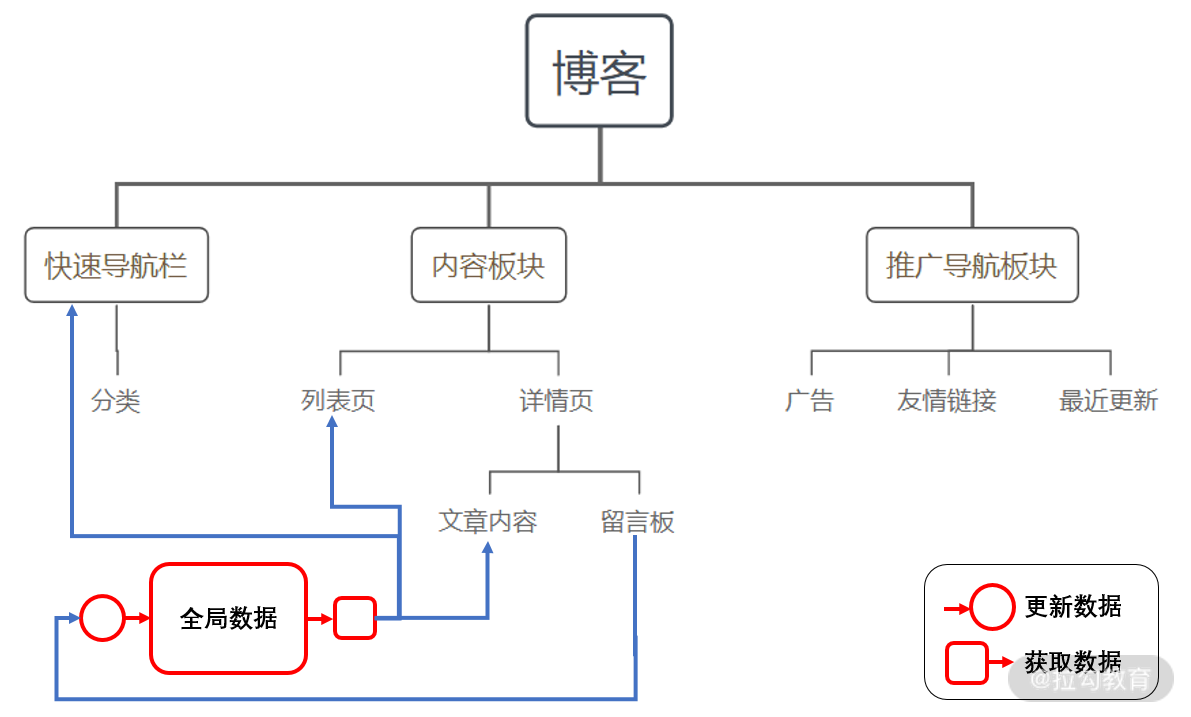 博客
快速导航栏
内容板块
推广导航板块
分类
列表页
详情页
广告
友情链接
最近更新
文章内容
留言板
全局数据
更新数据
获取数据
@拉勾教育